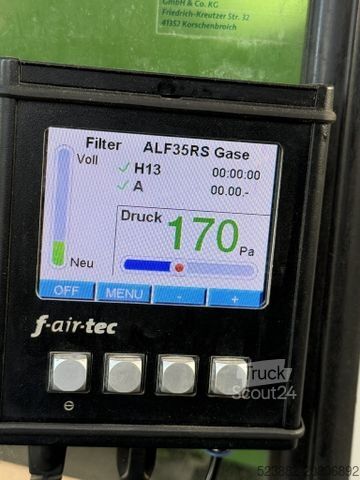 GmbH & Co. KG
Friedrich-Kreutzer Str. 32
41352 Korschenbroich
Filter ALF35RS Gase
Voll
H13 00:00:00
A 00.00.-
Druck 170 Pa
Neu
OFF MENU - +
f-air-tec
Truck
Scout24